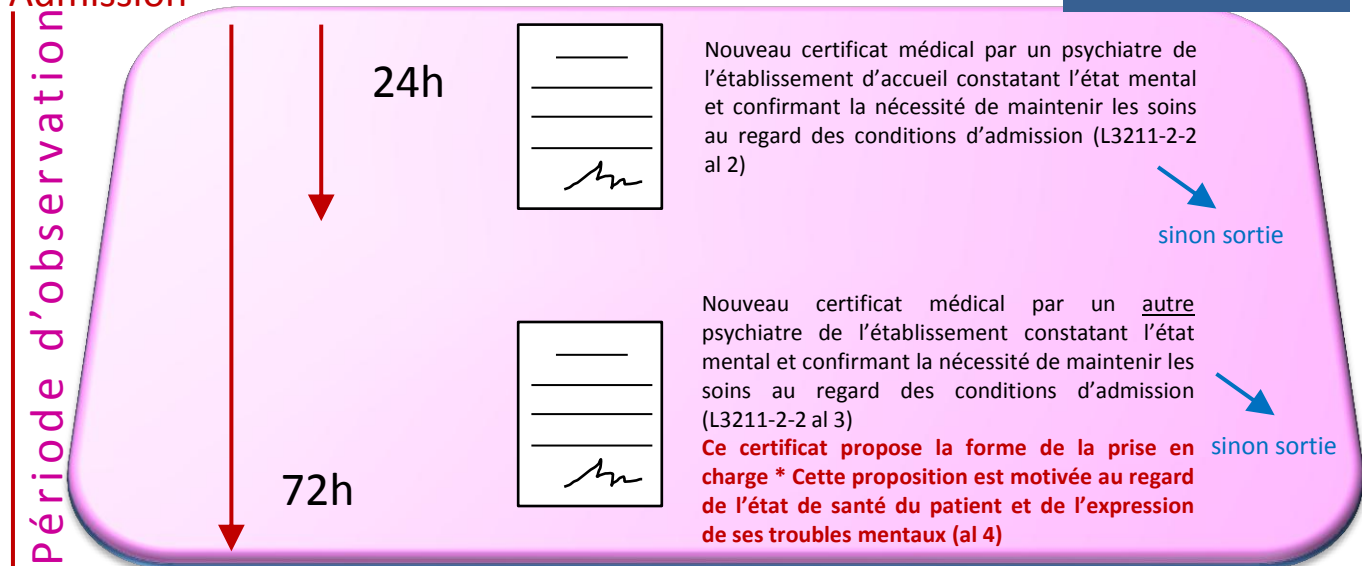 Admission
Période d’observation
24h
Nouveau certificat médical par un psychiatre de
l’établissement d’accueil constatant l’état mental
et confirmant la nécessité de maintenir les soins
au regard des conditions d’admission (L3211-2-2
al 2)
sinon sortie
72h
Nouveau certificat médical par un autre
psychiatre de l’établissement constatant l’état
mental et confirmant la nécessité de maintenir les
soins au regard des conditions d’admission
(L3211-2-2 al 3)
Ce certificat propose la forme de la prise en
charge * Cette proposition est motivée au regard
de l’état de santé du patient et de l’expression
de ses troubles mentaux (al 4)
sinon sortie